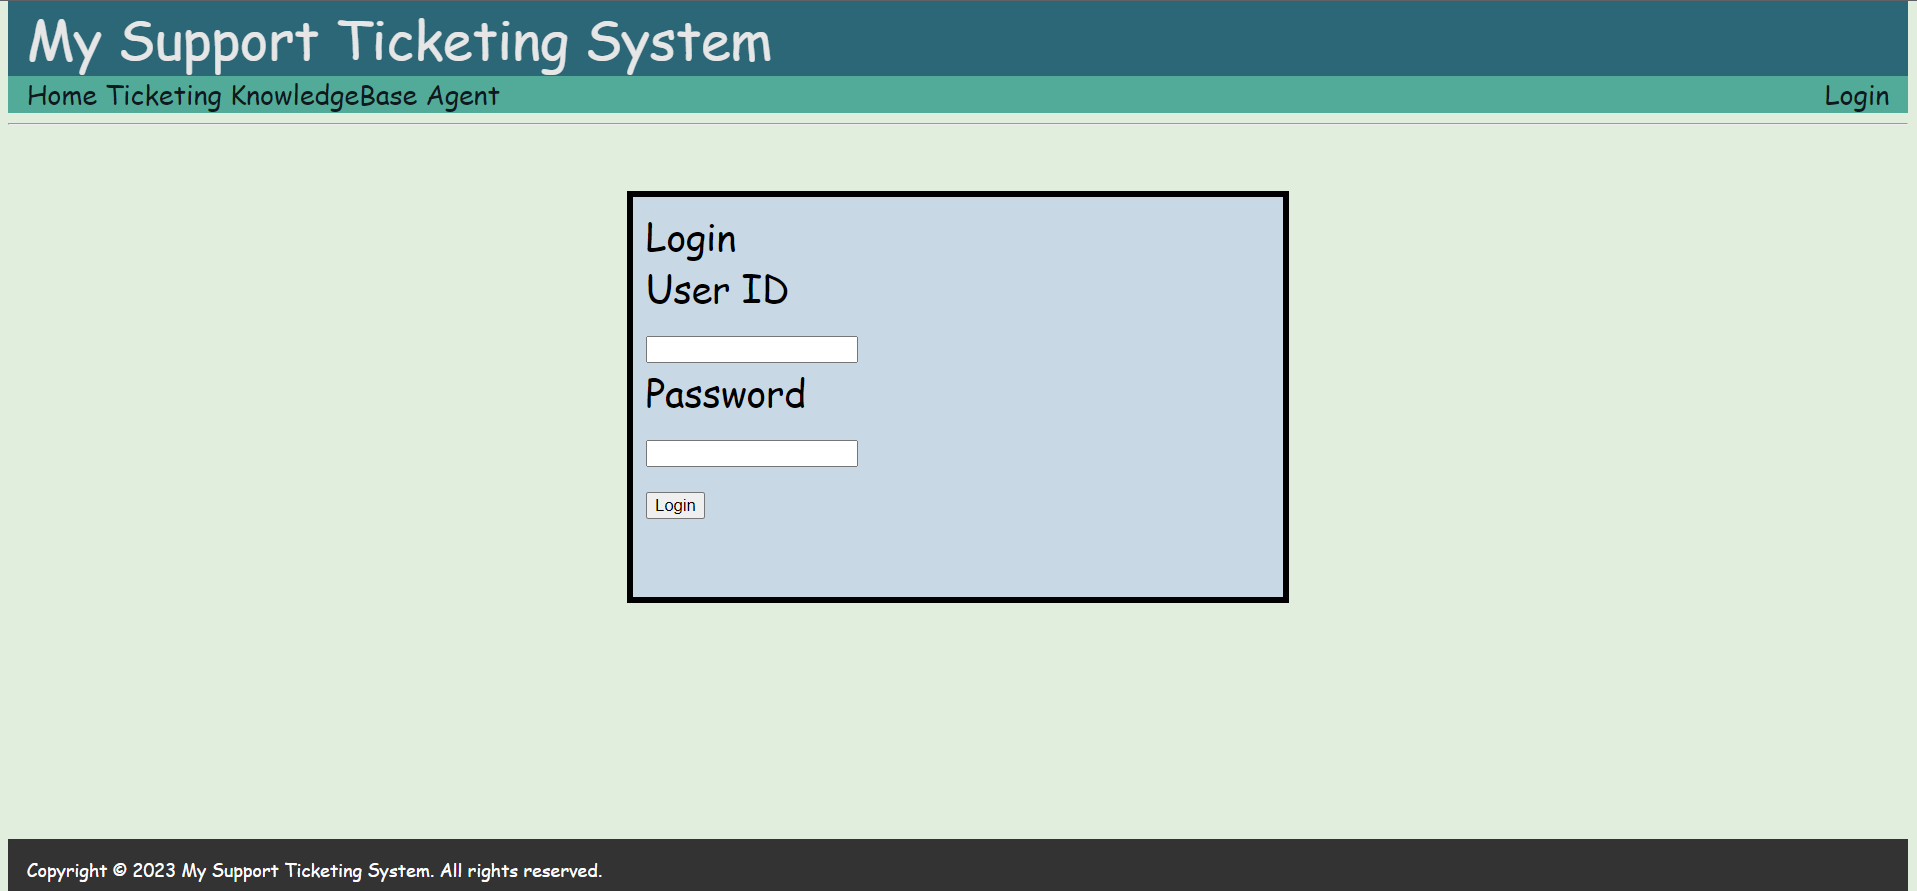 My Support Ticketing System
Home Ticketing KnowledgeBase Agent Login
Login
User ID
Password
Login
Copyright © 2023 My Support Ticketing System. All rights reserved.